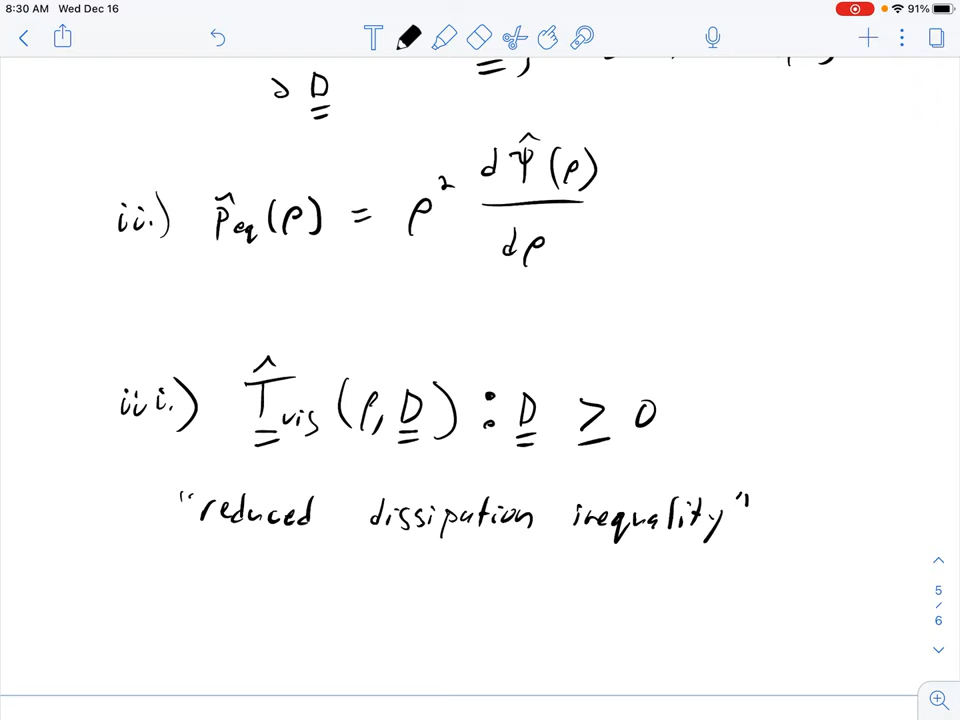 8:30 AM Wed Dec 16 91%
T
∂ D
ii.) p̂eq(ρ) = ρ² dψ̂(ρ) / dρ
iii.) T̂vis(ρ, D) : D ≥ 0
"reduced dissipation inequality"
5
/
6